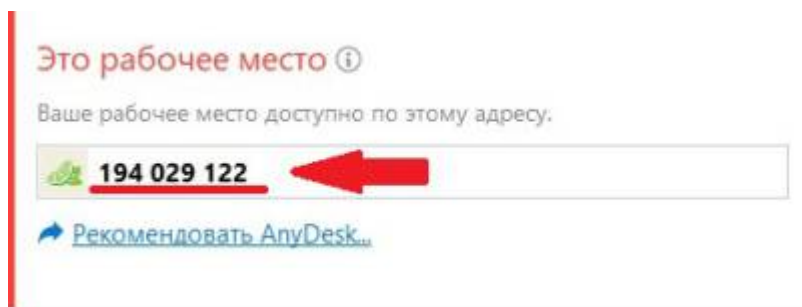 Это рабочее место
Ваше рабочее место доступно по этому адресу.
194 029 122
Рекомендовать AnyDesk...